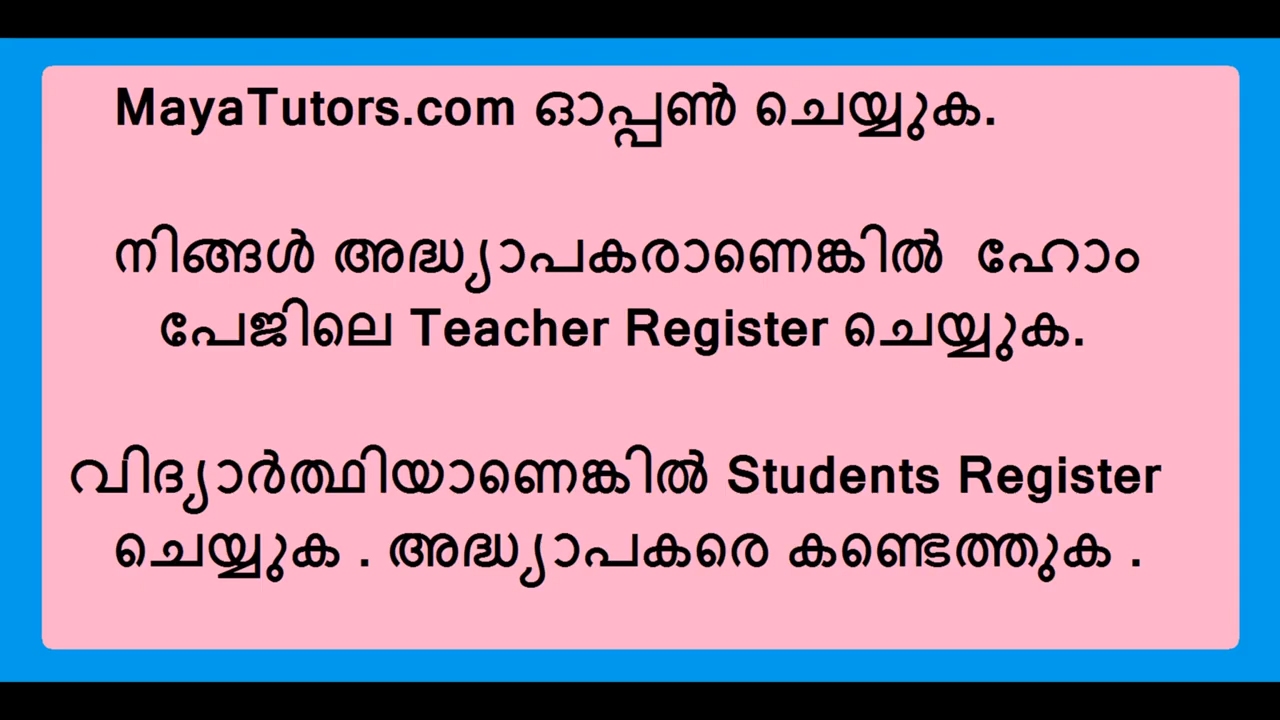 MayaTutors.com ഓപ്പൺ ചെയ്യുക.
നിങ്ങൾ അദ്ധ്യാപകരാണെങ്കിൽ ഹോം
പേജിലെ Teacher Register ചെയ്യുക.
വിദ്യാർത്ഥിയാണെങ്കിൽ Students Register
ചെയ്യുക . അദ്ധ്യാപകരെ കണ്ടെത്തുക .